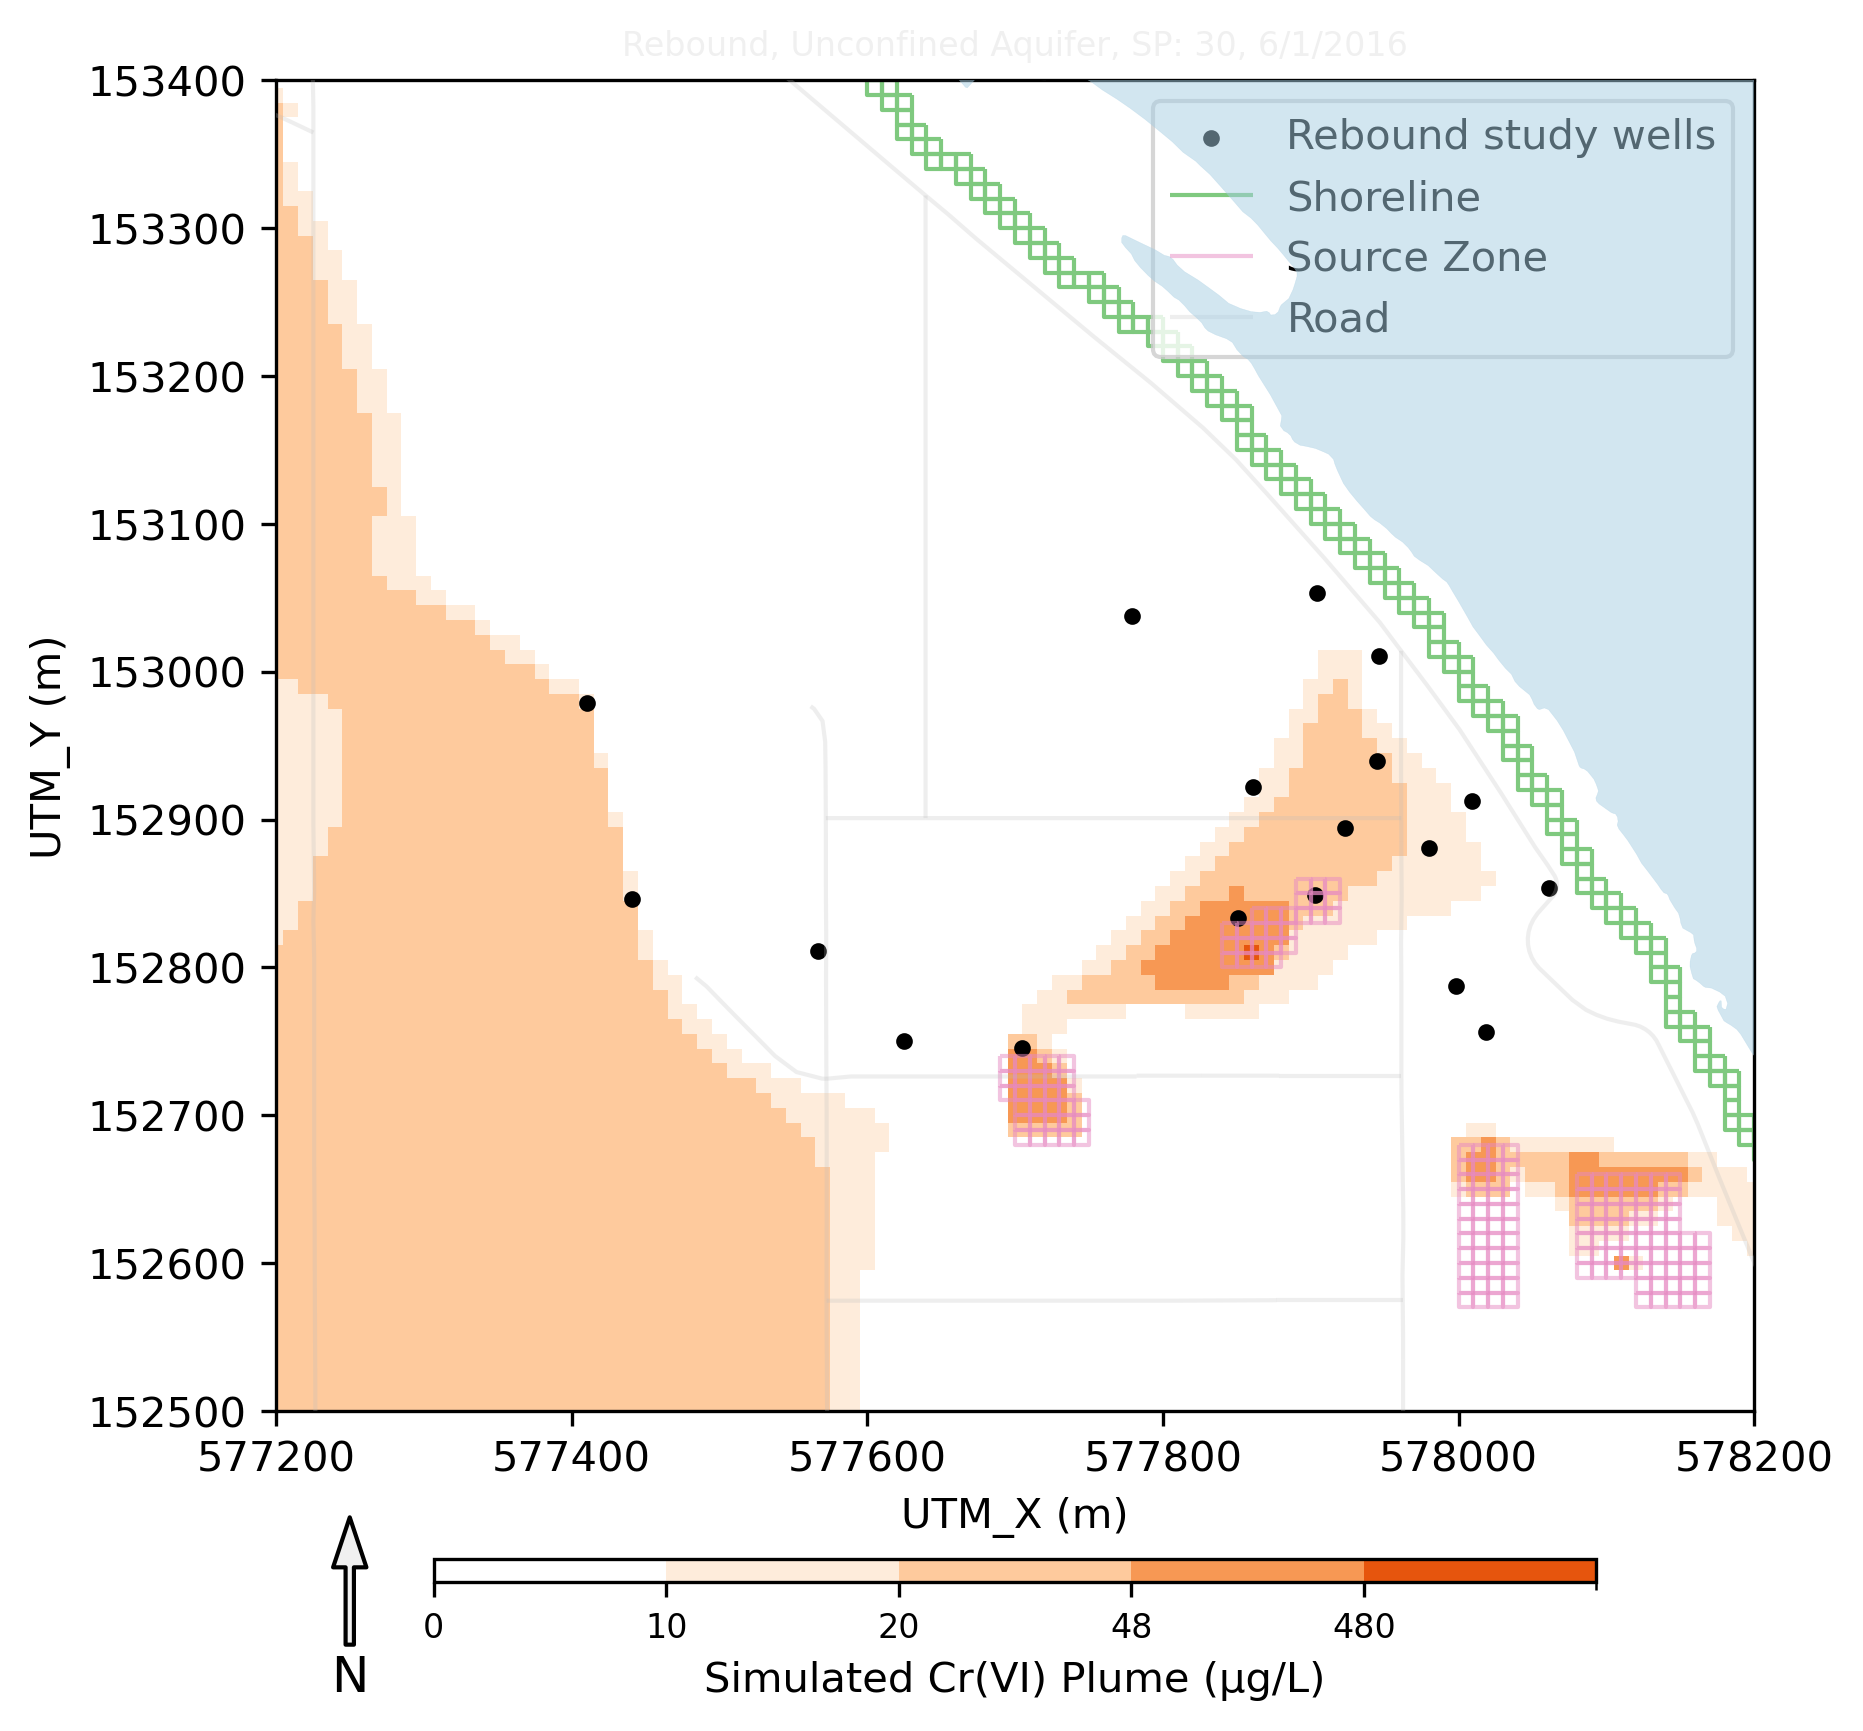 Rebound, Unconfined Aquifer, SP: 30, 6/1/2016
153400
153300
153200
153100
153000
152900
152800
152700
152600
152500
UTM_Y (m)
Rebound study wells
Shoreline
Source Zone
Road
577200 577400 577600 577800 578000 578200
UTM_X (m)
N
0 10 20 48 480
Simulated Cr(VI) Plume (μg/L)